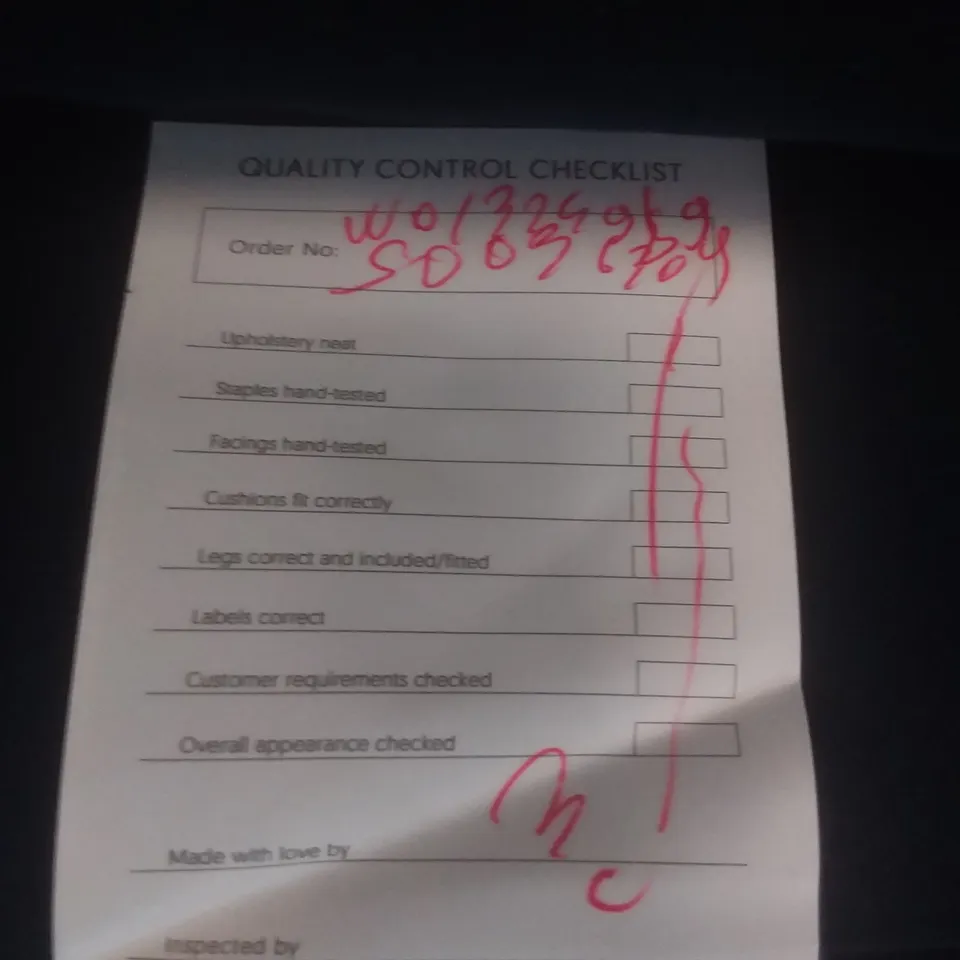 QUALITY CONTROL CHECKLIST
Order No:
Upholstery neat
Staples hand-tested
Facings hand-tested
Cushions fit correctly
Legs correct and included/fitted
Labels correct
Customer requirements checked
Overall appearance checked
Made with love by
Inspected by